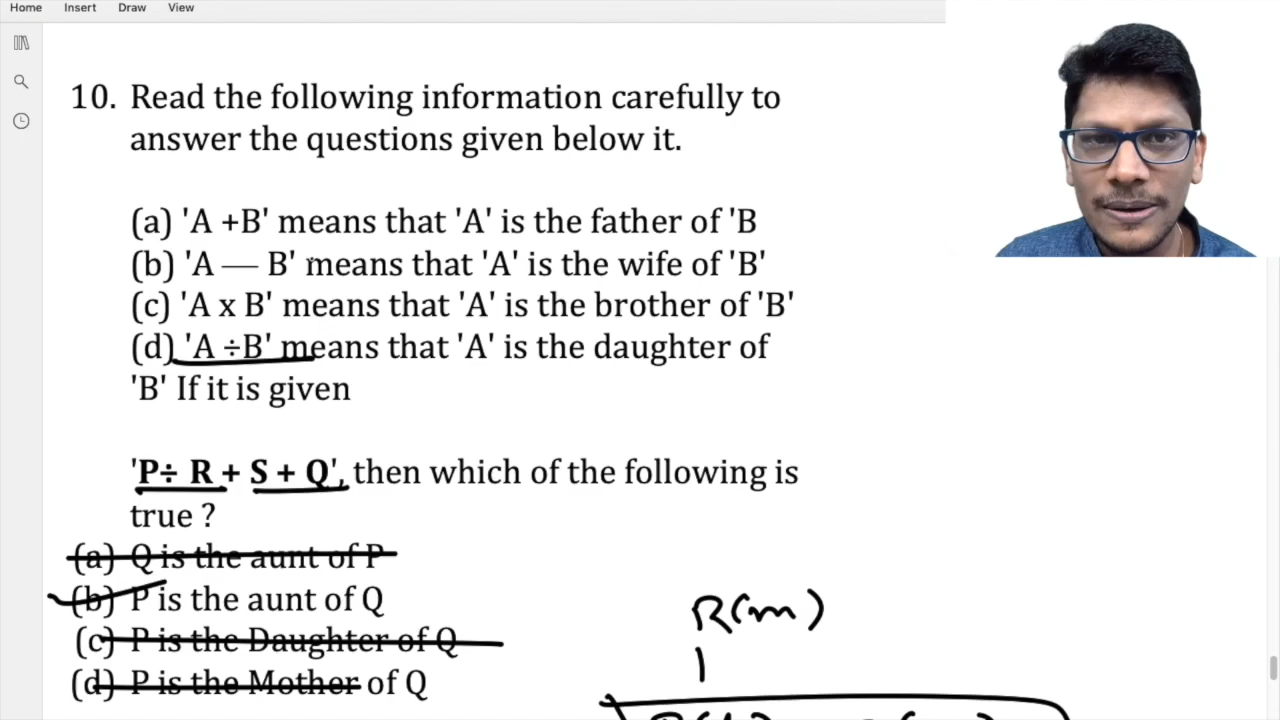 Home Insert Draw View
10. Read the following information carefully to
answer the questions given below it.
(a) 'A +B' means that 'A' is the father of 'B
(b) 'A — B' means that 'A' is the wife of 'B'
(c) 'A x B' means that 'A' is the brother of 'B'
(d) 'A ÷B' means that 'A' is the daughter of
'B' If it is given
'P÷ R + S + Q', then which of the following is
true ?
(a) Q is the aunt of P
(b) P is the aunt of Q
(c) P is the Daughter of Q
(d) P is the Mother of Q
R(m)